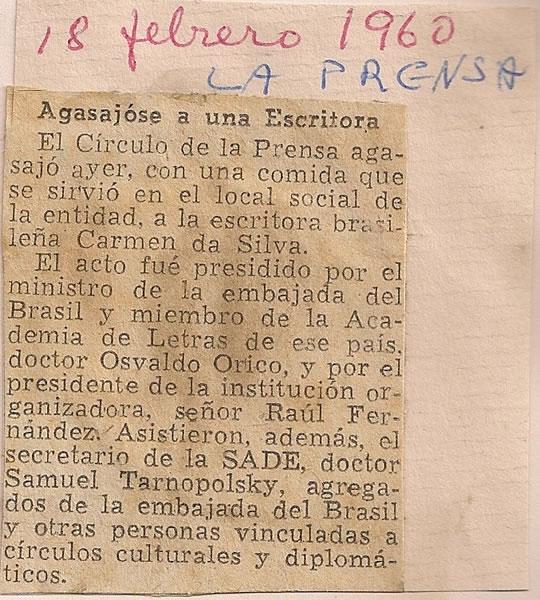 18 febrero 1960
LA PRENSA
Agasajóse a una Escritora
El Círculo de la Prensa aga-
sajó ayer, con una comida que
se sirvió en el local social de
la entidad, a la escritora brasi-
leña Carmen da Silva.
El acto fué presidido por el
ministro de la embajada del
Brasil y miembro de la Aca-
demia de Letras de ese país,
doctor Osvaldo Orico, y por el
presidente de la institución or-
ganizadora, señor Raúl Fer-
nández. Asistieron, además, el
secretario de la SADE, doctor
Samuel Tarnopolsky, agrega-
dos de la embajada del Brasil
y otras personas vinculadas a
círculos culturales y diplomá-
ticos.